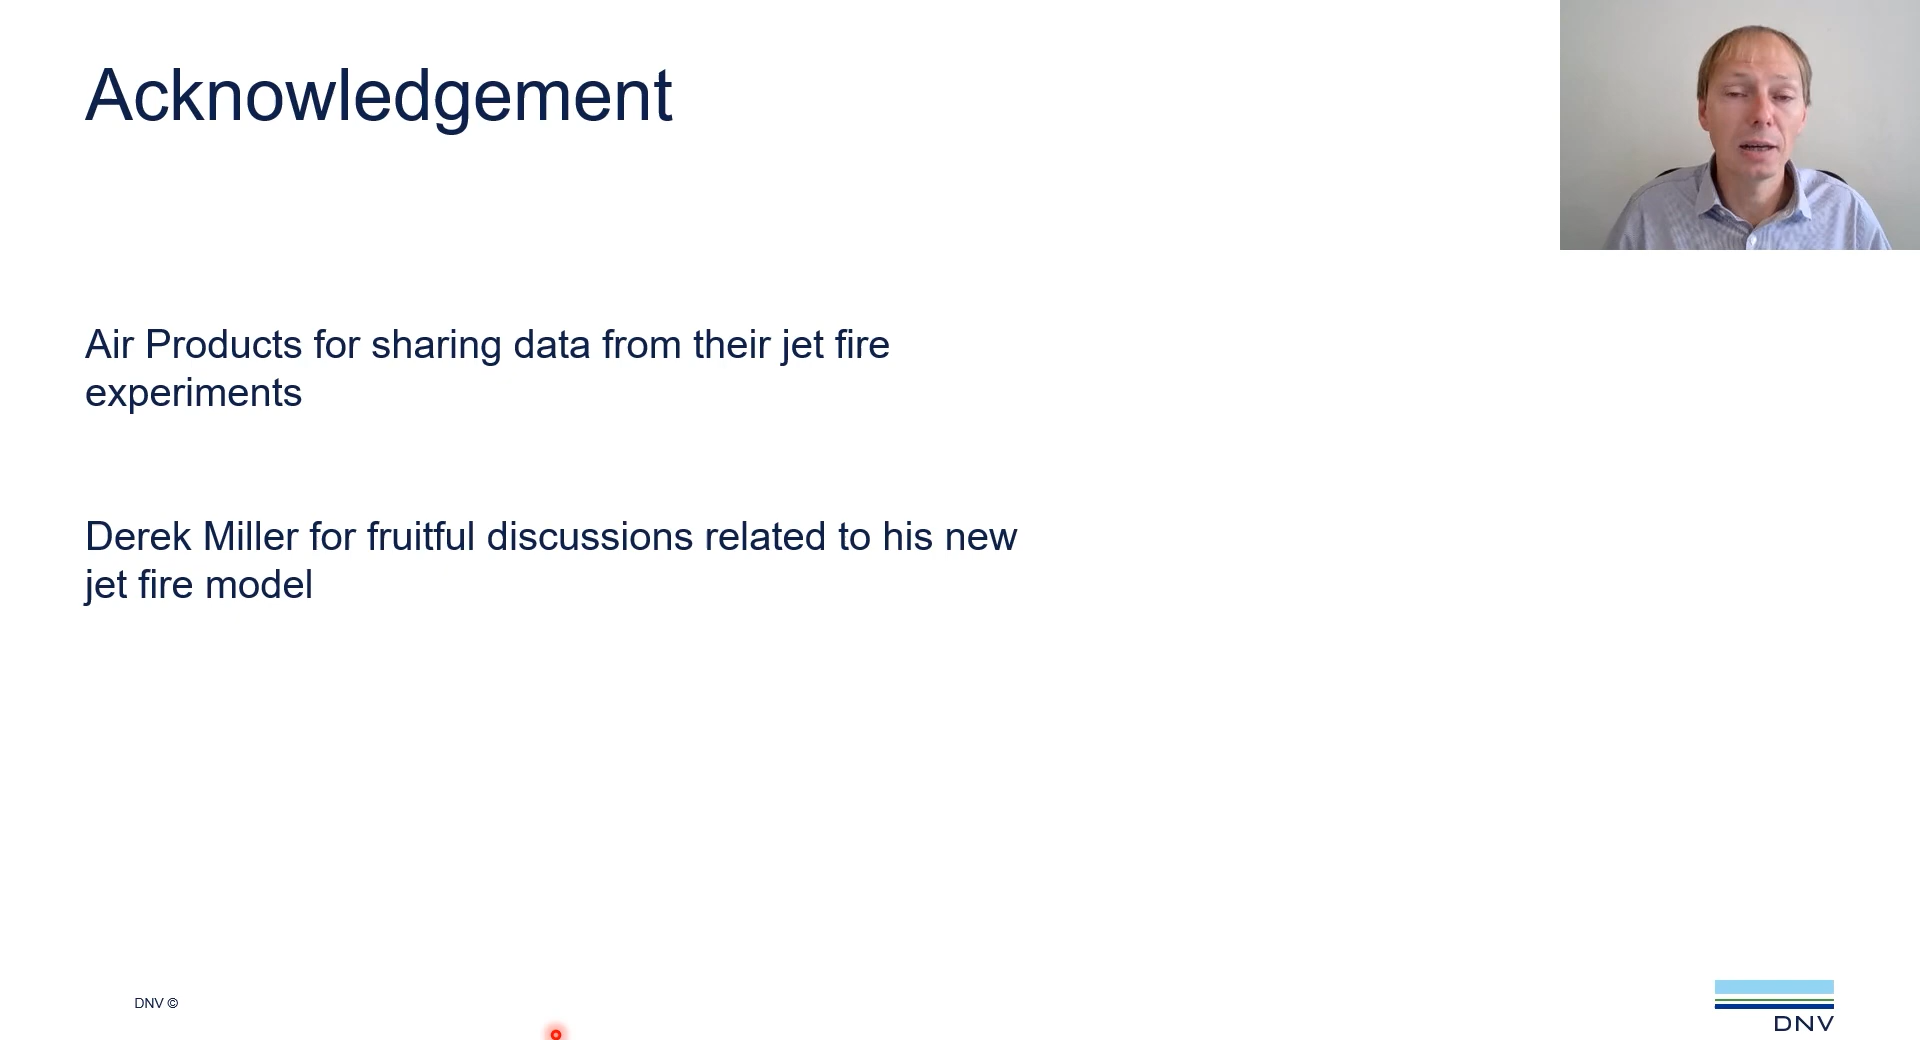 Acknowledgement
Air Products for sharing data from their jet fire
experiments
Derek Miller for fruitful discussions related to his new
jet fire model
DNV ©
DNV